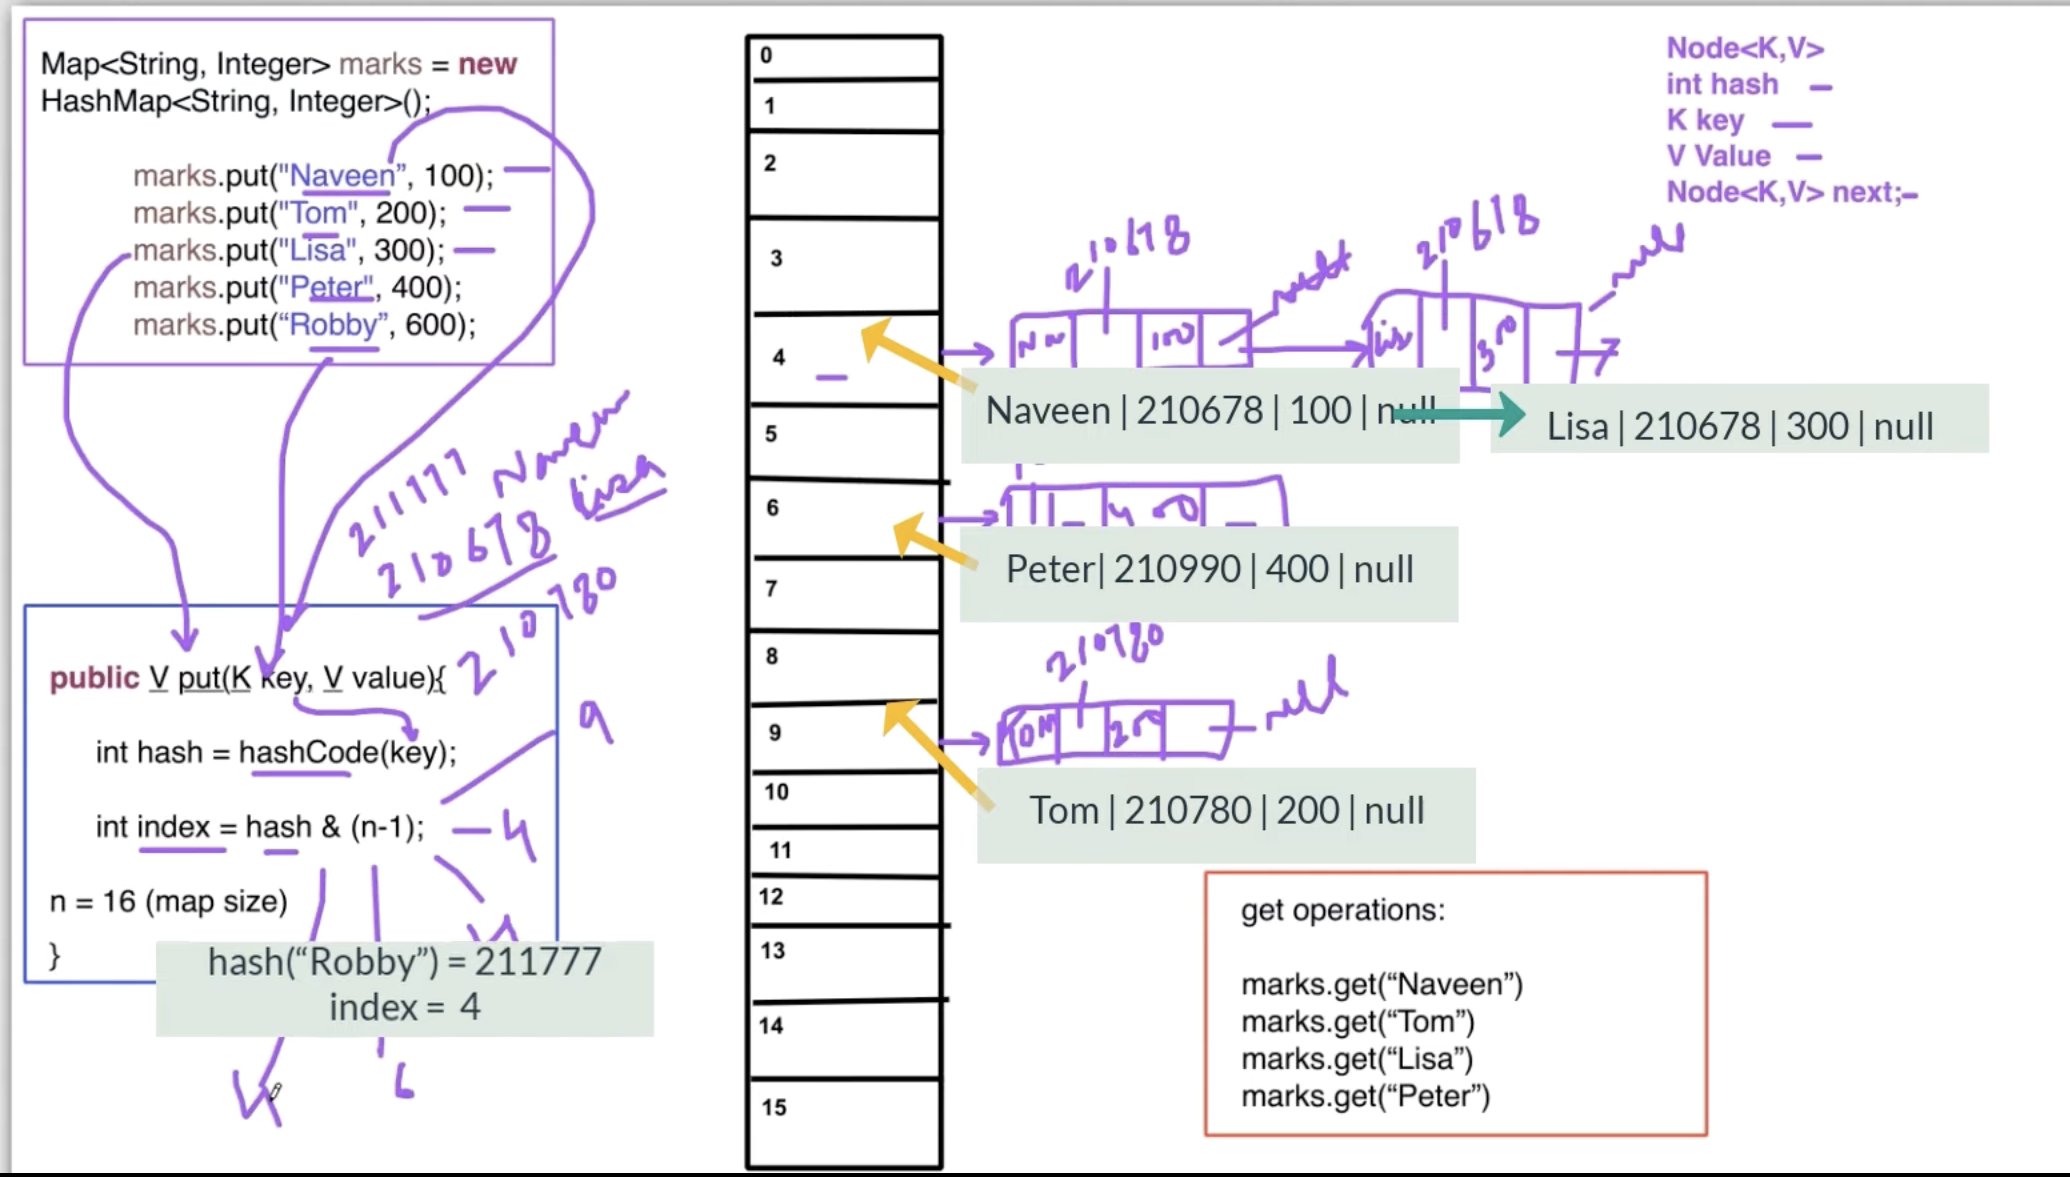 Map<String, Integer> marks = new
HashMap<String, Integer>();
marks.put("Naveen”, 100);
marks.put("Tom", 200);
marks.put("Lisa", 300);
marks.put("Peter", 400);
marks.put(“Robby”, 600);
211777
Naveen
210678
Lisa
210780
public V put(K key, V value){
int hash = hashCode(key);
9
int index = hash & (n-1);
4
n = 16 (map size)
4
}
hash(“Robby”) = 211777
index = 4
4
6
0
1
2
3
4
5
6
7
8
9
10
11
12
13
14
15
Node<K,V>
int hash
K key
V Value
Node<K,V> next;
210678
210678
null
100
300
Naveen | 210678 | 100 | null
Lisa | 210678 | 300 | null
400
Peter| 210990 | 400 | null
210780
Tom
200
null
Tom | 210780 | 200 | null
get operations:
marks.get(“Naveen”)
marks.get(“Tom”)
marks.get(“Lisa”)
marks.get(“Peter”)